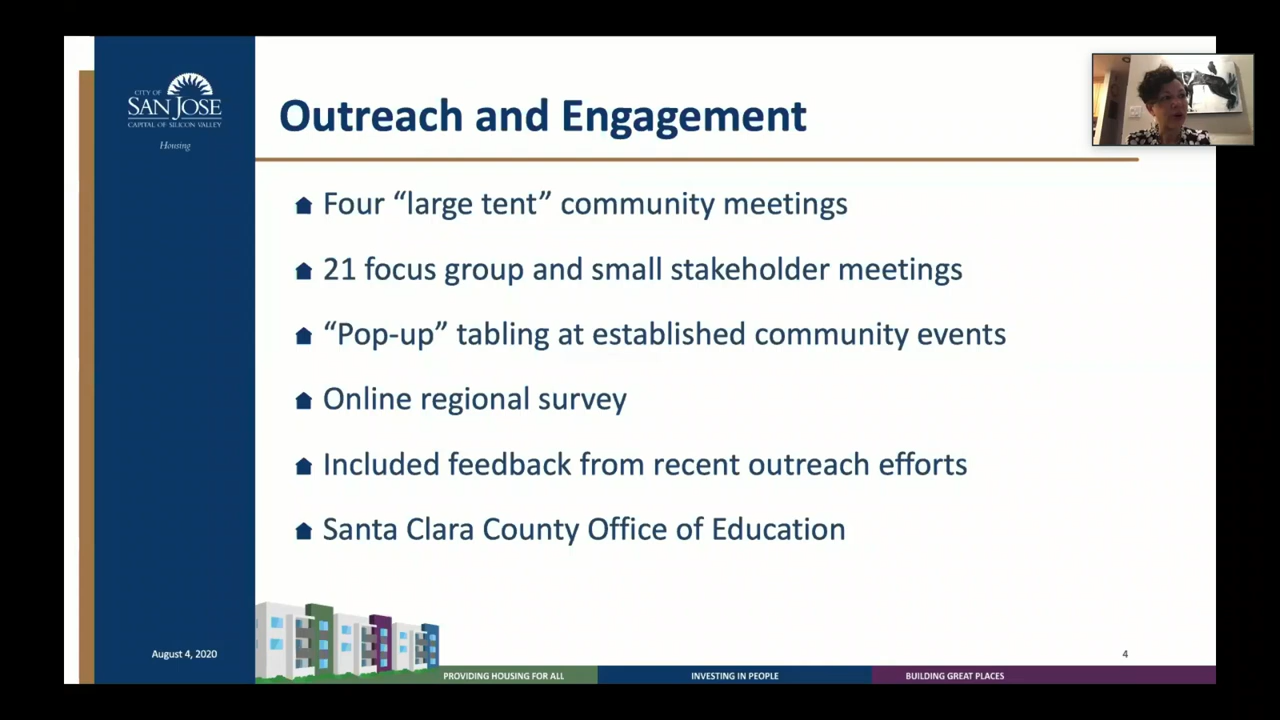 CITY OF
SAN JOSE
CAPITAL OF SILICON VALLEY
Housing
Outreach and Engagement
Four “large tent” community meetings
21 focus group and small stakeholder meetings
“Pop-up” tabling at established community events
Online regional survey
Included feedback from recent outreach efforts
Santa Clara County Office of Education
August 4, 2020
4
PROVIDING HOUSING FOR ALL
INVESTING IN PEOPLE
BUILDING GREAT PLACES